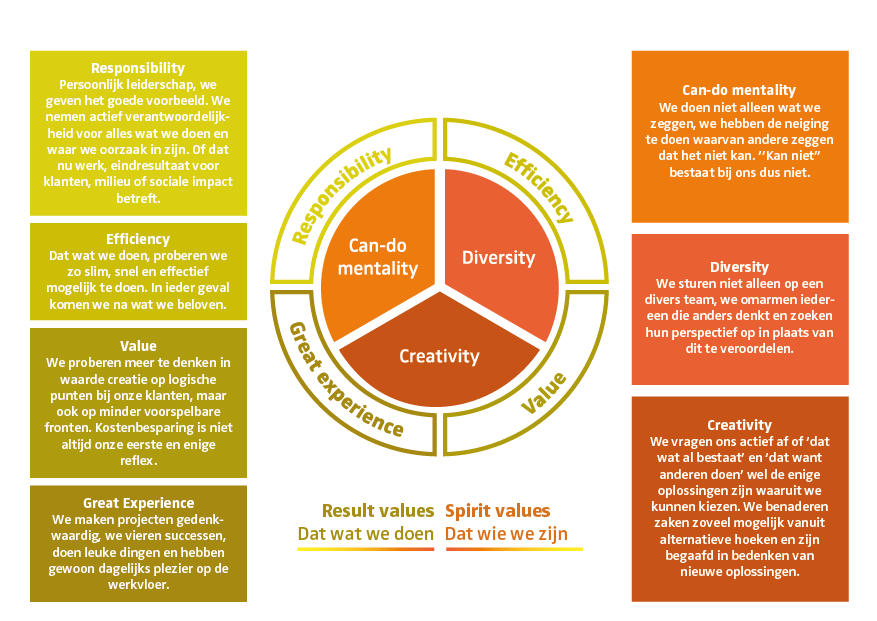 Responsibility
Persoonlijk leiderschap, we
geven het goede voorbeeld. We
nemen actief verantwoordelijk-
heid voor alles wat we doen en
waar we oorzaak in zijn. Of dat
nu werk, eindresultaat voor
klanten, milieu of sociale impact
betreft.
Efficiency
Dat wat we doen, proberen we
zo slim, snel en effectief
mogelijk te doen. In ieder geval
komen we na wat we beloven.
Value
We proberen meer te denken in
waarde creatie op logische
punten bij onze klanten, maar
ook op minder voorspelbare
fronten. Kostenbesparing is niet
altijd onze eerste en enige
reflex.
Great Experience
We maken projecten gedenk-
waardig, we vieren successen,
doen leuke dingen en hebben
gewoon dagelijks plezier op de
werkvloer.
Responsibility
Efficiency
Can-do
mentality
Diversity
Creativity
Great experience
Value
Result values
Dat wat we doen
Spirit values
Dat wie we zijn
Can-do mentality
We doen niet alleen wat we
zeggen, we hebben de neiging
te doen waarvan andere zeggen
dat het niet kan. ‘‘Kan niet”
bestaat bij ons dus niet.
Diversity
We sturen niet alleen op een
divers team, we omarmen ieder-
een die anders denkt en zoeken
hun perspectief op in plaats van
dit te veroordelen.
Creativity
We vragen ons actief af of ‘dat
wat al bestaat’ en ‘dat want
anderen doen’ wel de enige
oplossingen zijn waaruit we
kunnen kiezen. We benaderen
zaken zoveel mogelijk vanuit
alternatieve hoeken en zijn
begaafd in bedenken van
nieuwe oplossingen.